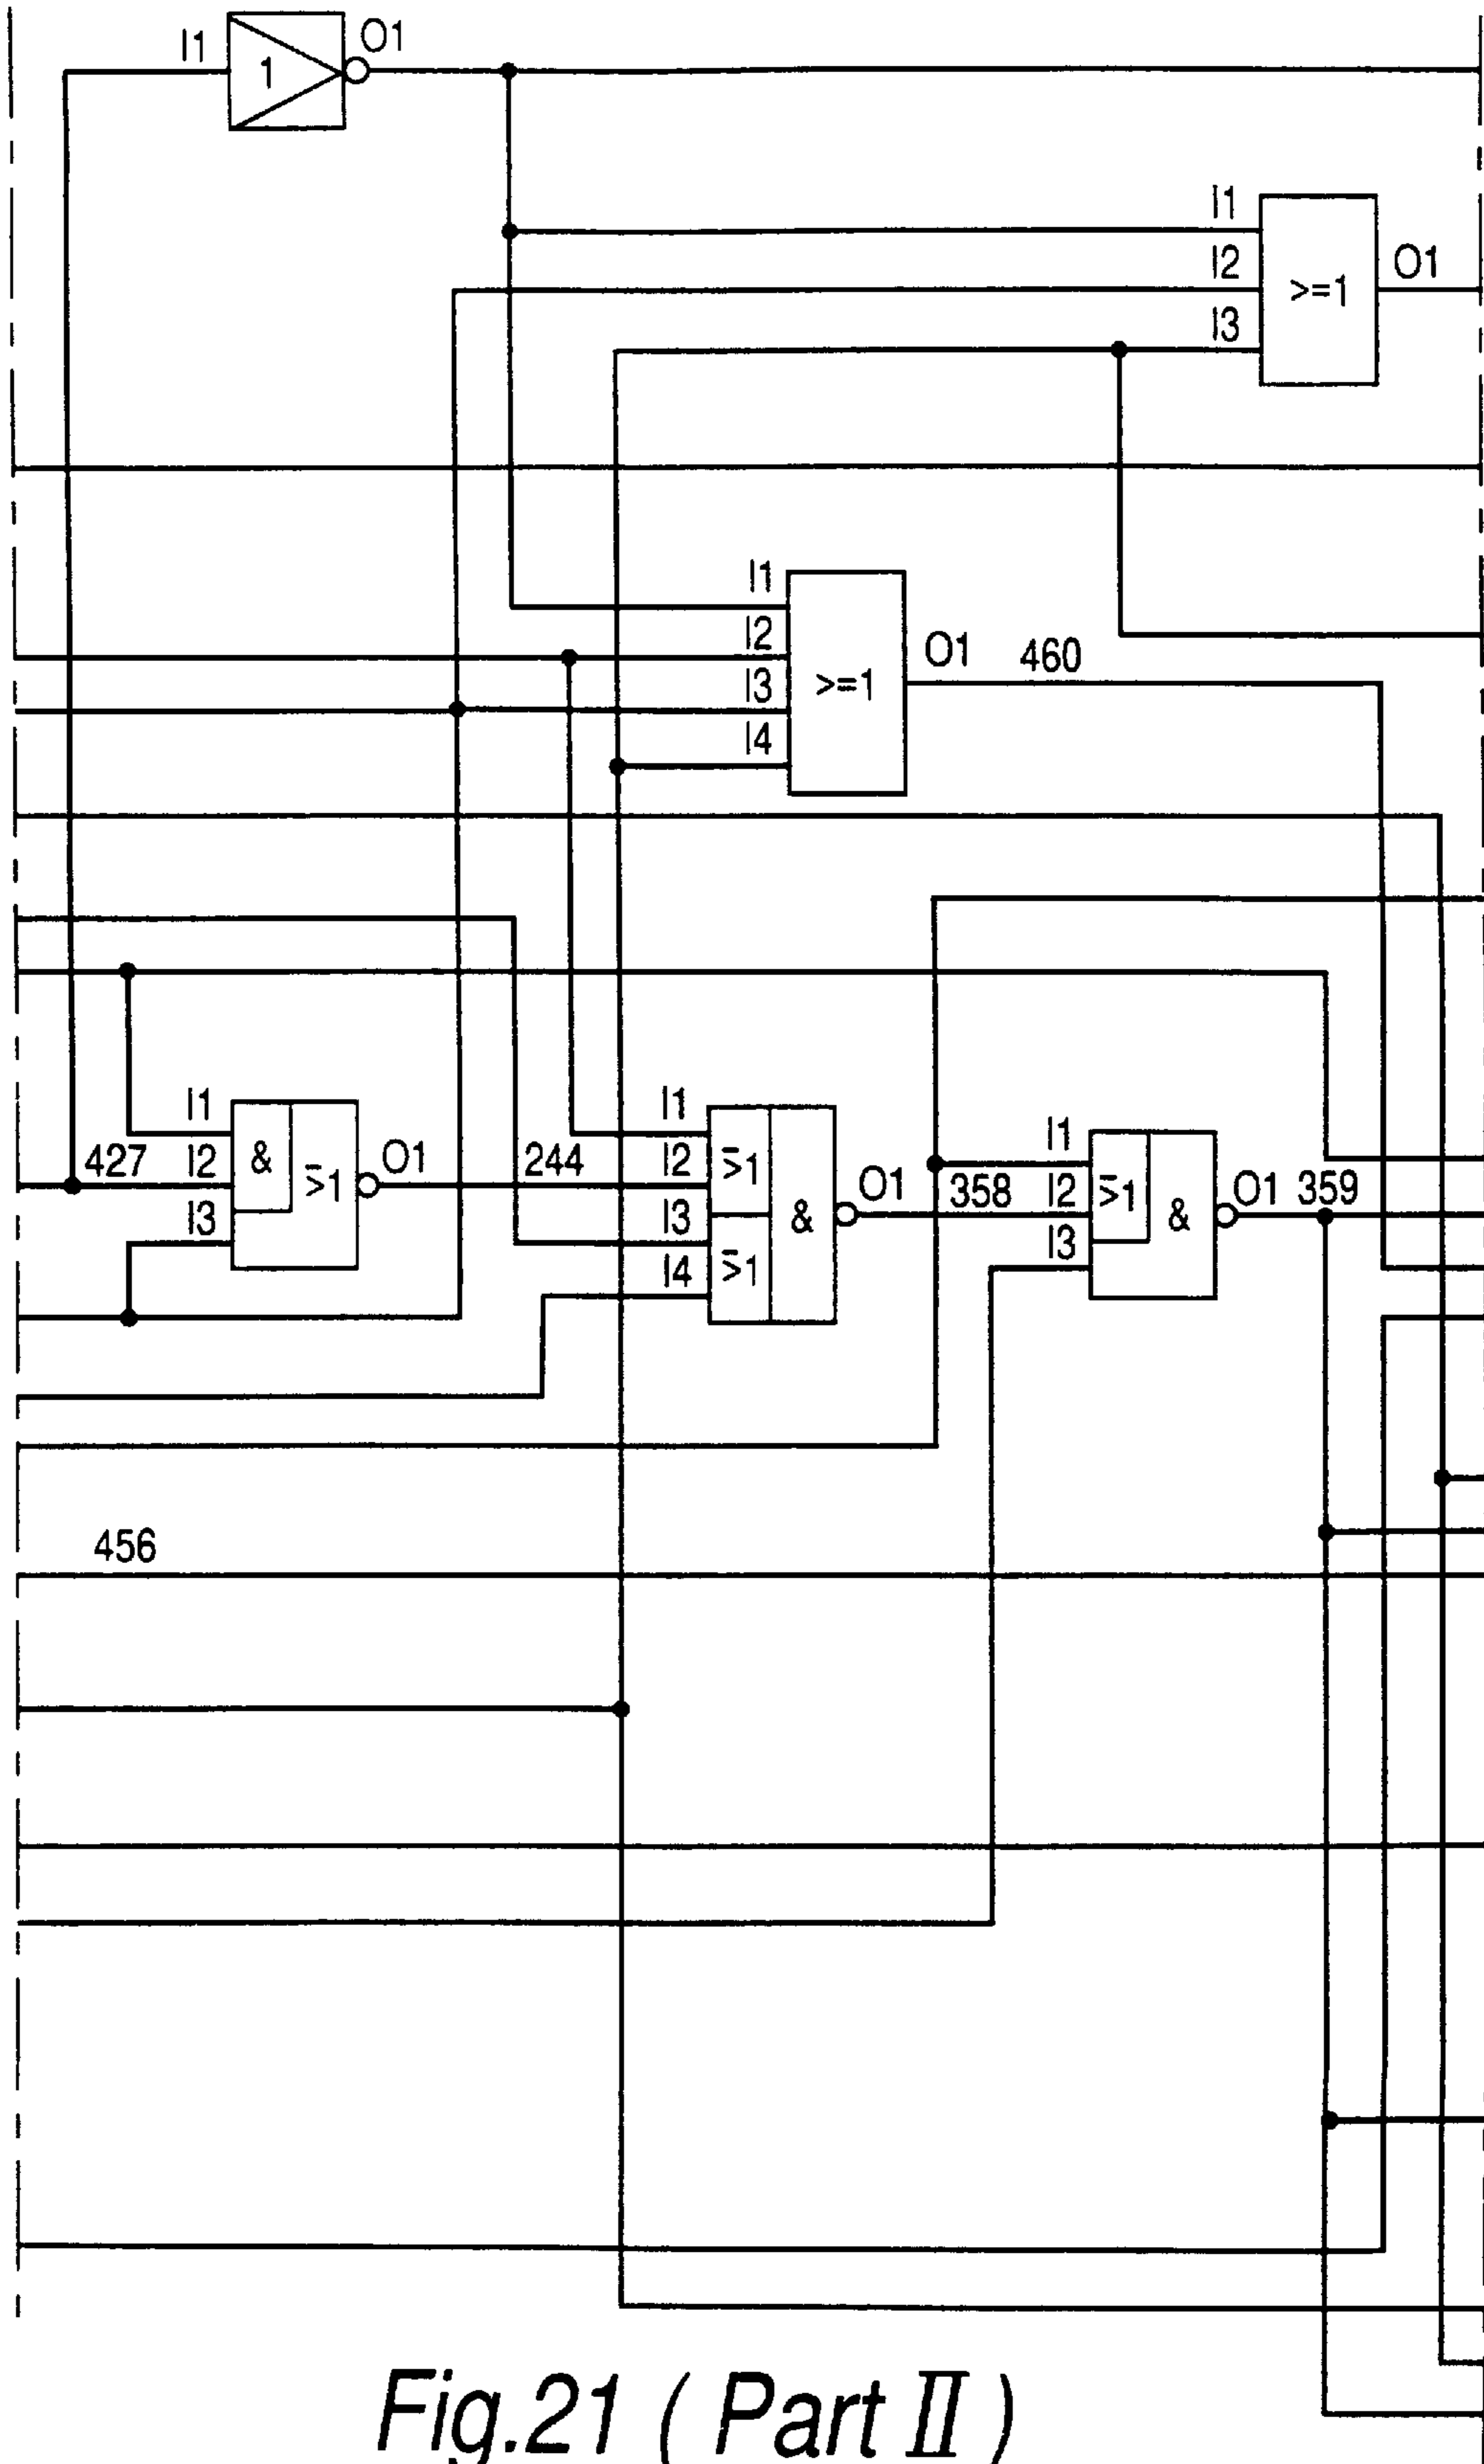 I1 1 O1
I1
I2 >=1 O1
I3
I1
I2 O1 460
I3 >=1
I4
I1
427 I2 & >1 O1 244
I3
I1
I2 >1 O1 358
I3 &
I4 >1
I1
I2 >1 & O1 359
I3
456
Fig.21 ( Part II )